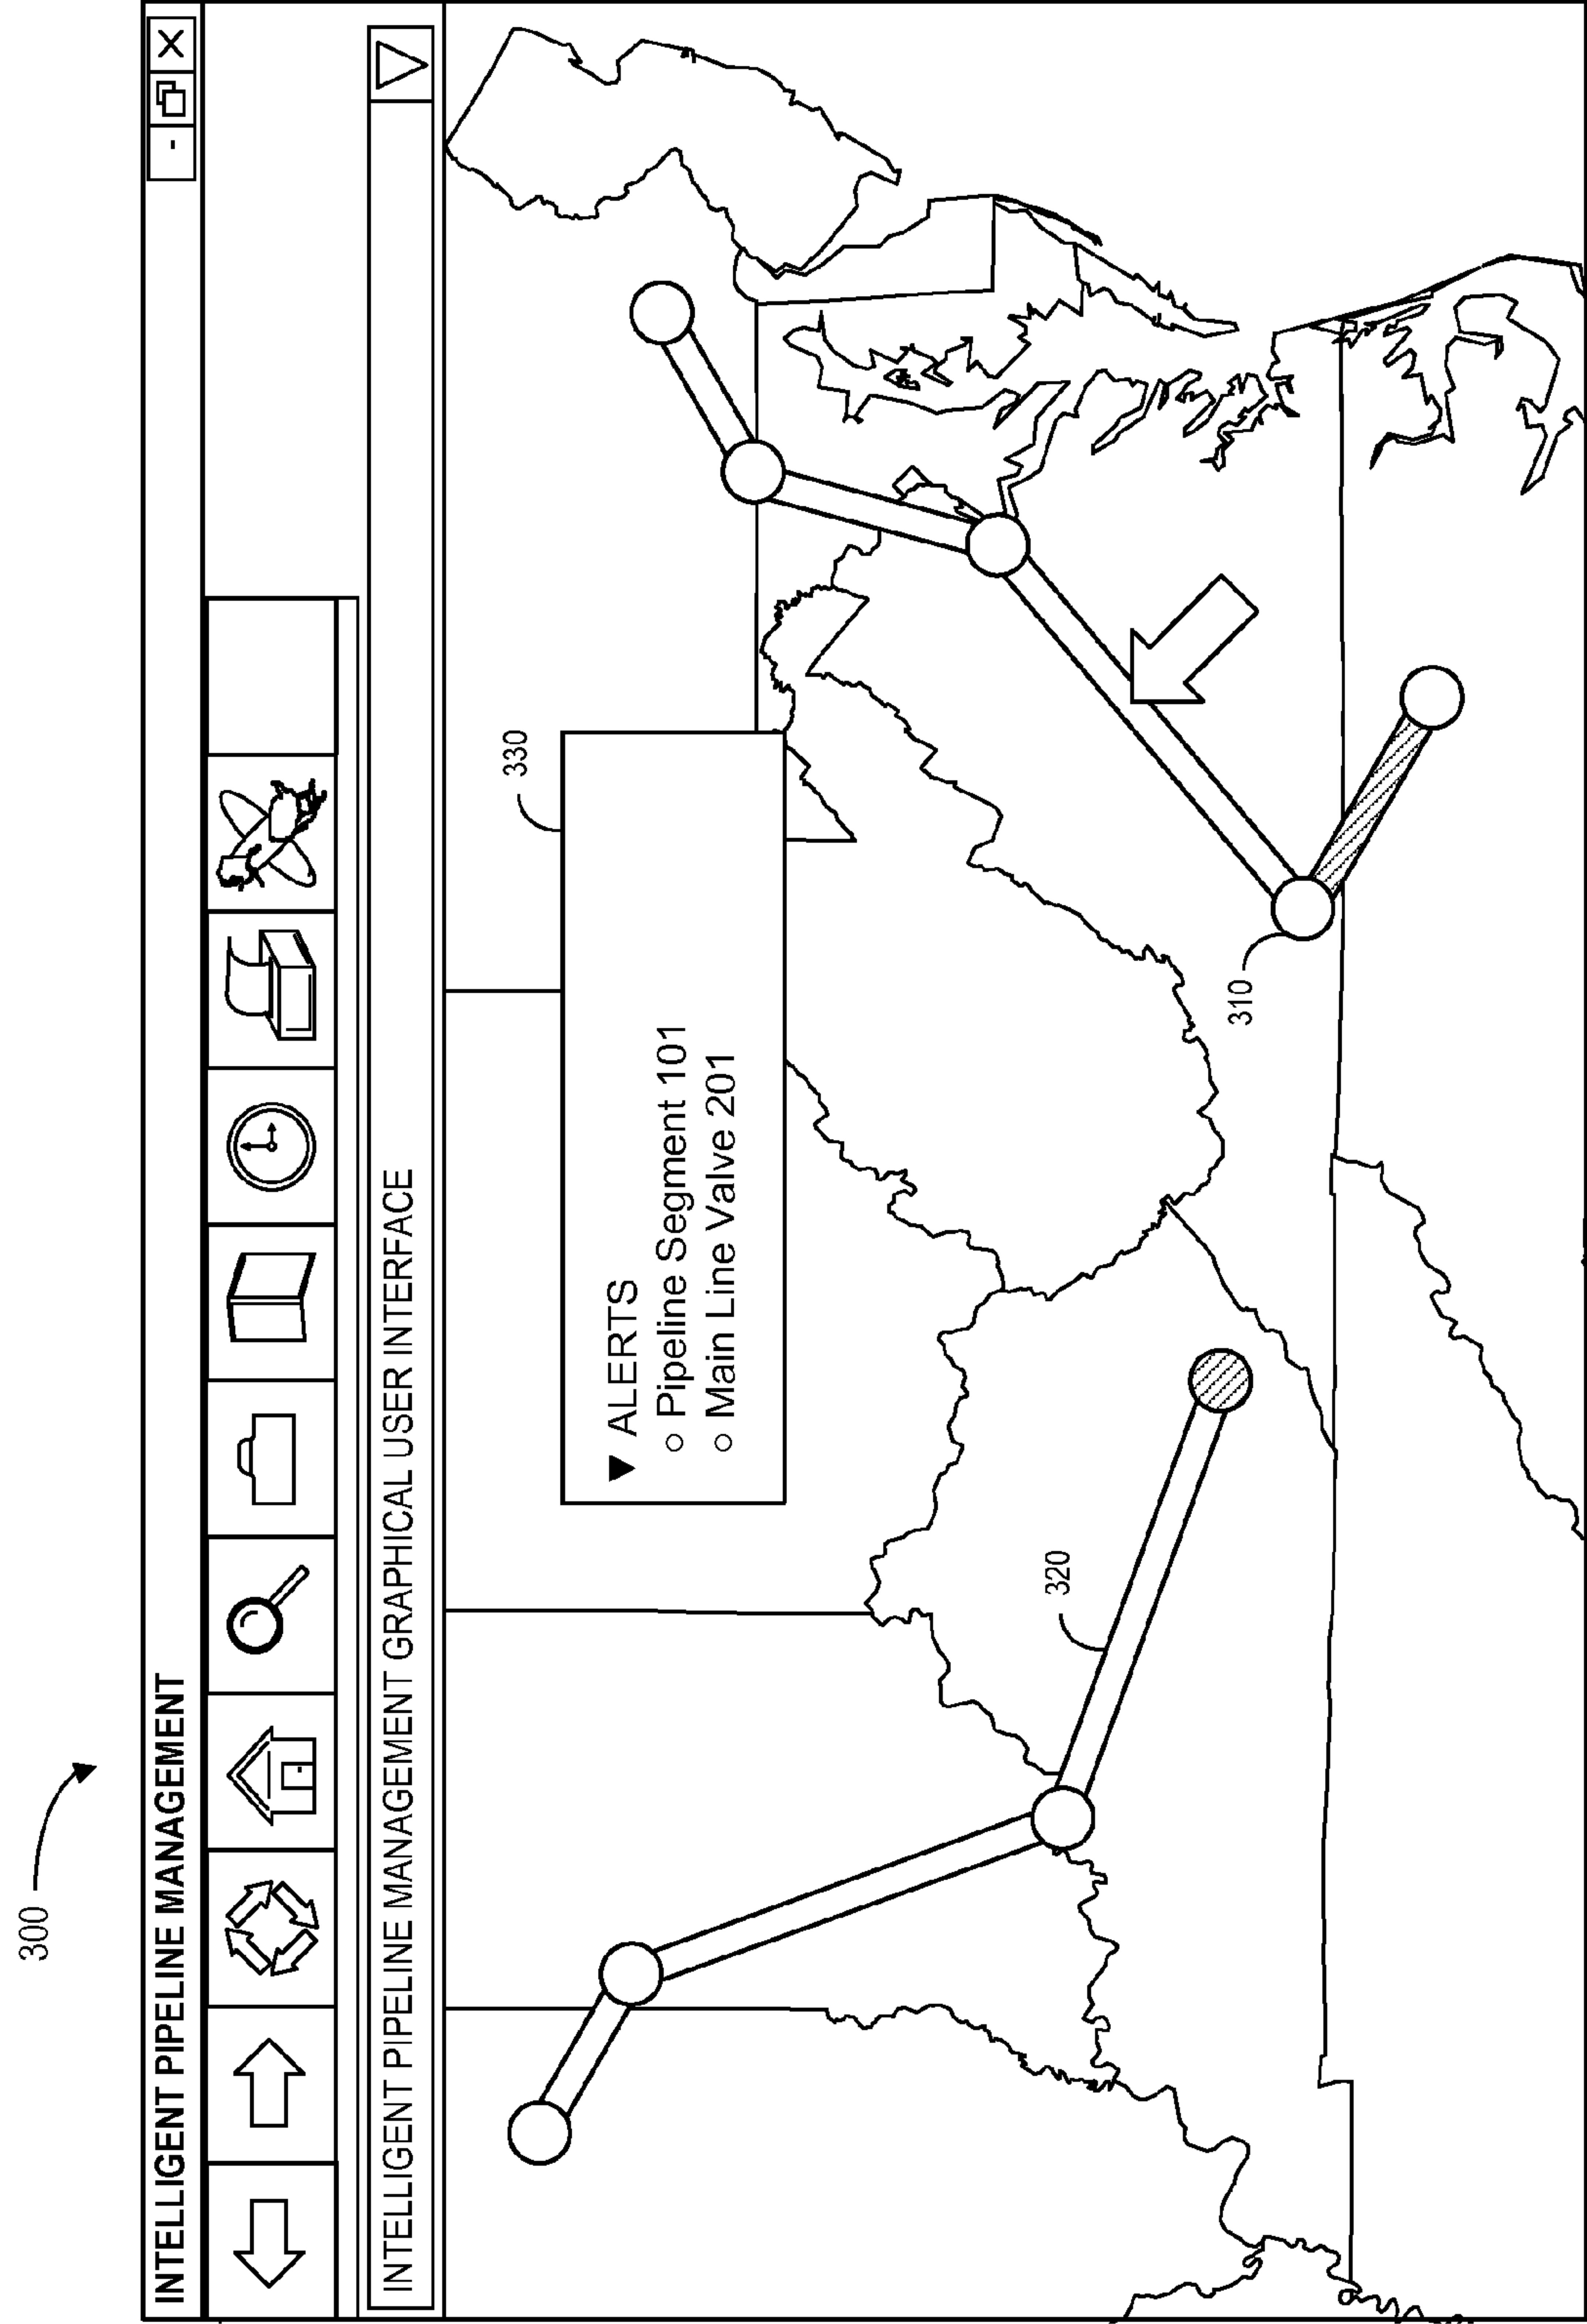 300
INTELLIGENT PIPELINE MANAGEMENT
INTELLIGENT PIPELINE MANAGEMENT GRAPHICAL USER INTERFACE
330
▼ ALERTS
○ Pipeline Segment 101
○ Main Line Valve 201
320
310